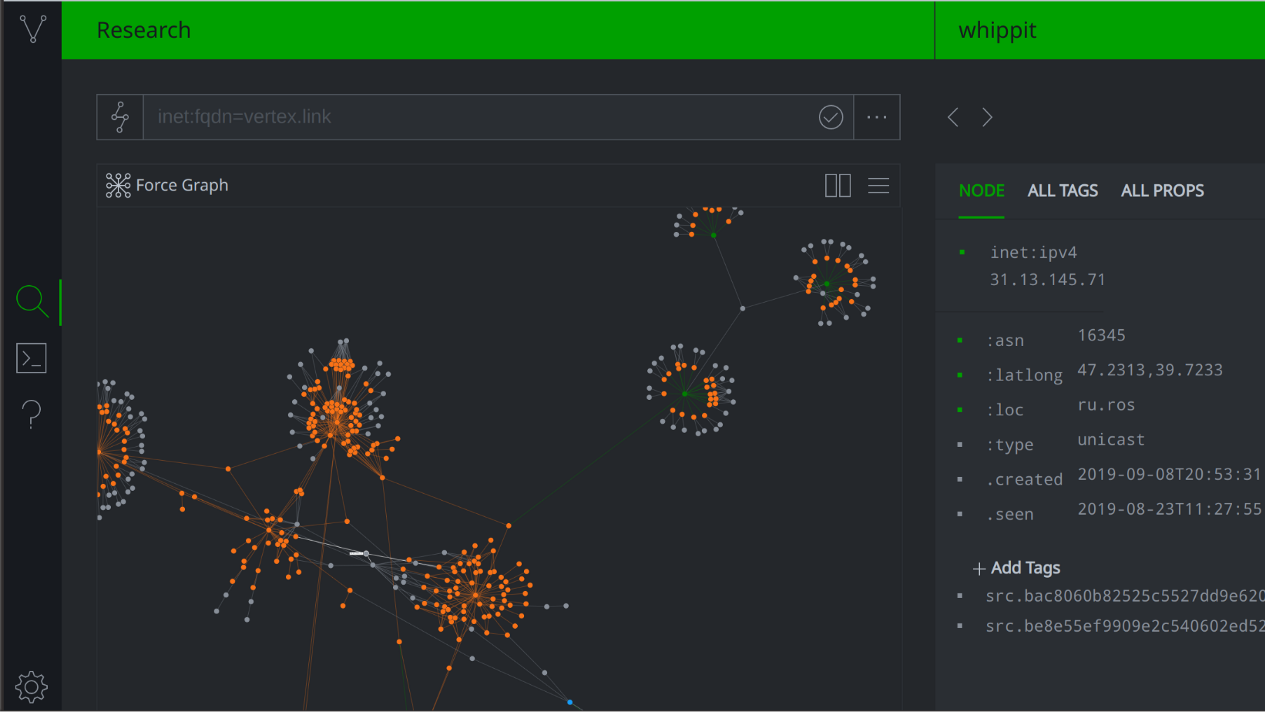 Research
whippit
inet:fqdn=vertex.link
Force Graph
NODE ALL TAGS ALL PROPS
inet:ipv4
31.13.145.71
:asn 16345
:latlong 47.2313,39.7233
:loc ru.ros
:type unicast
.created 2019-09-08T20:53:31
.seen 2019-08-23T11:27:55
+ Add Tags
src.bac8060b82525c5527dd9e620
src.be8e55ef9909e2c540602ed52